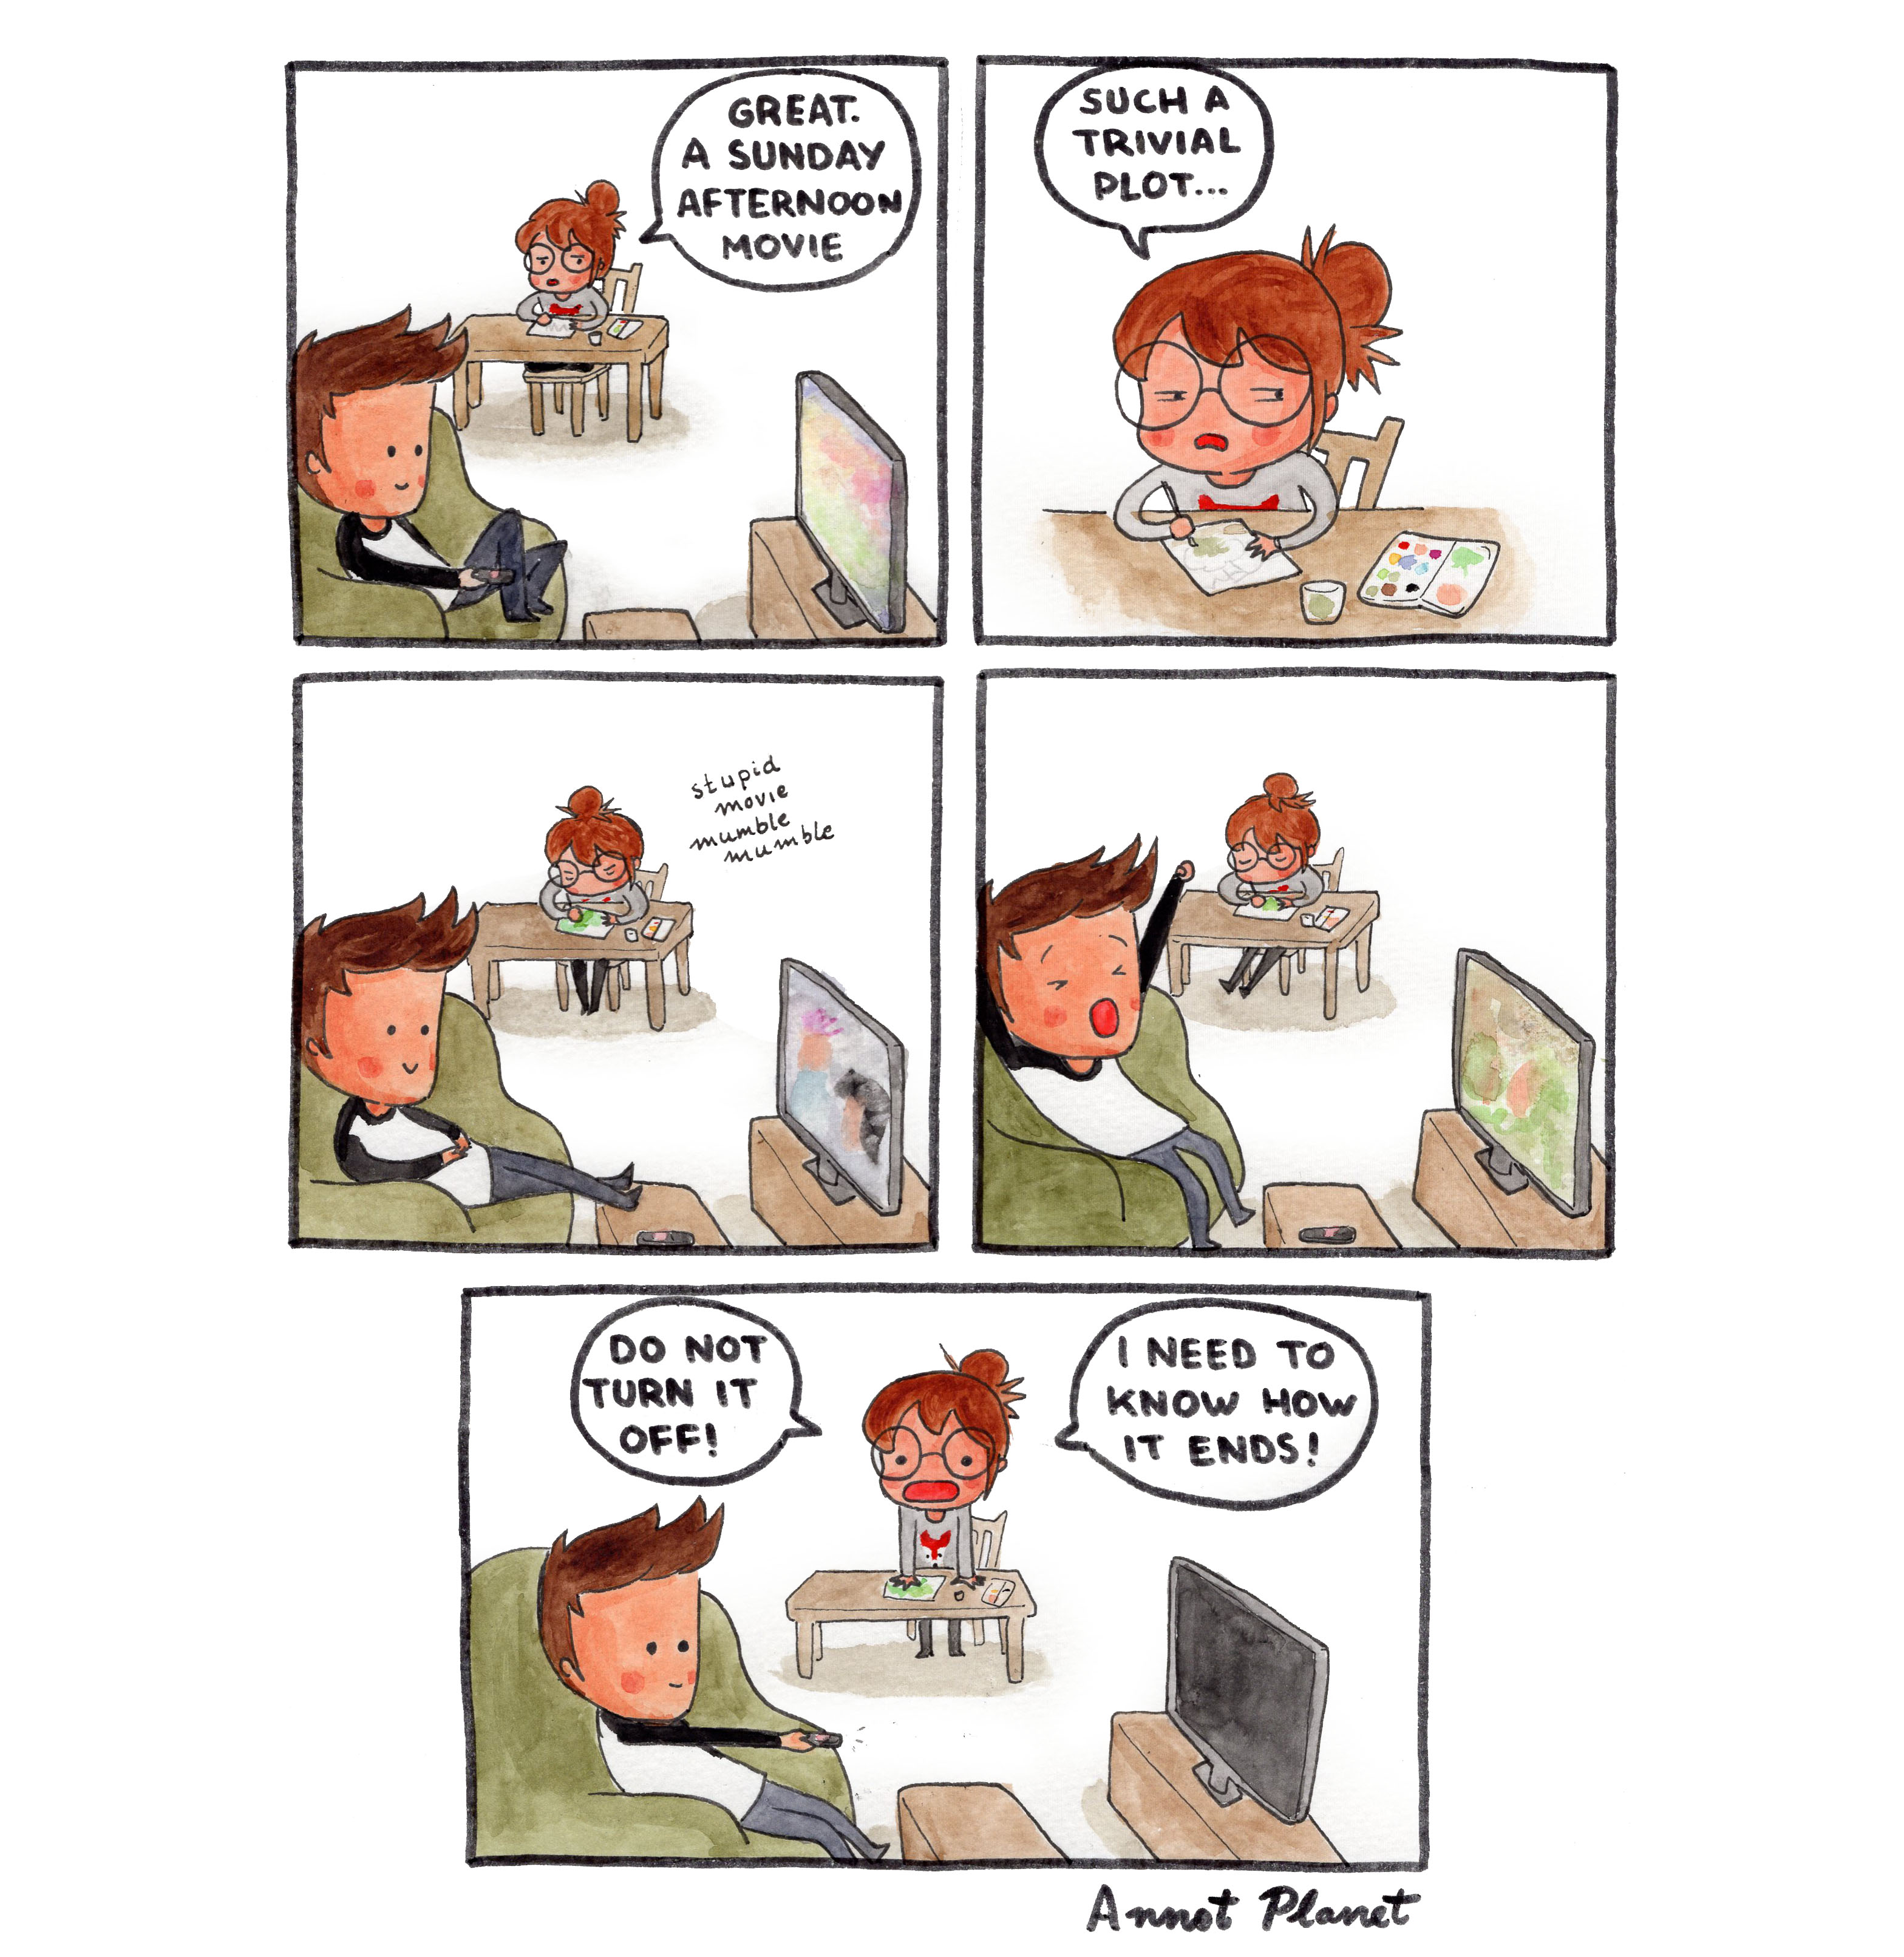 GREAT.
A SUNDAY
AFTERNOON
MOVIE
SUCH A
TRIVIAL
PLOT...
stupid
movie
mumble
mumble
DO NOT
TURN IT
OFF!
I NEED TO
KNOW HOW
IT ENDS!
Annot Planet